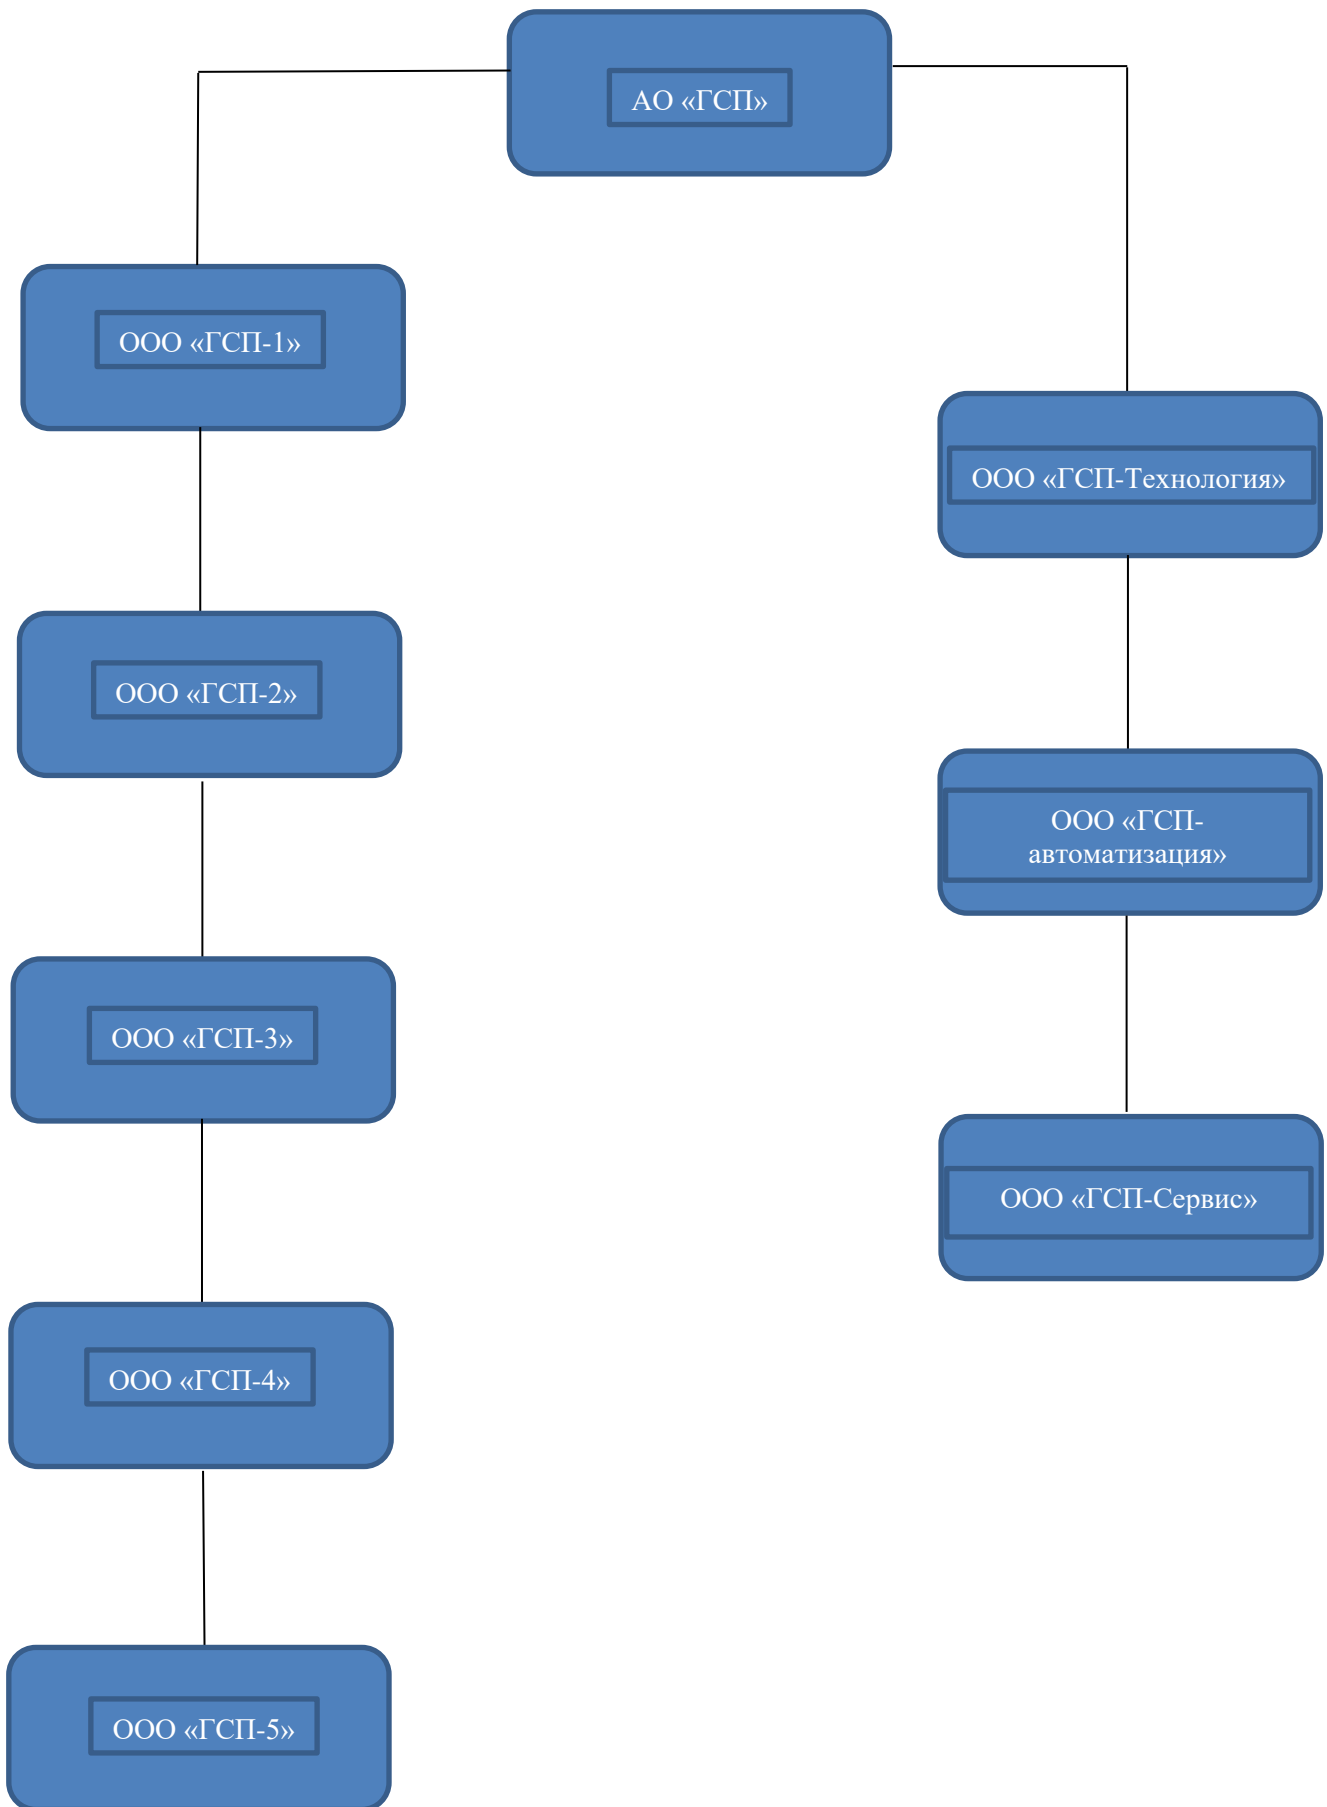 АО «ГСП»
ООО «ГСП-1»
ООО «ГСП-Технология»
ООО «ГСП-2»
ООО «ГСП-
автоматизация»
ООО «ГСП-3»
ООО «ГСП-Сервис»
ООО «ГСП-4»
ООО «ГСП-5»